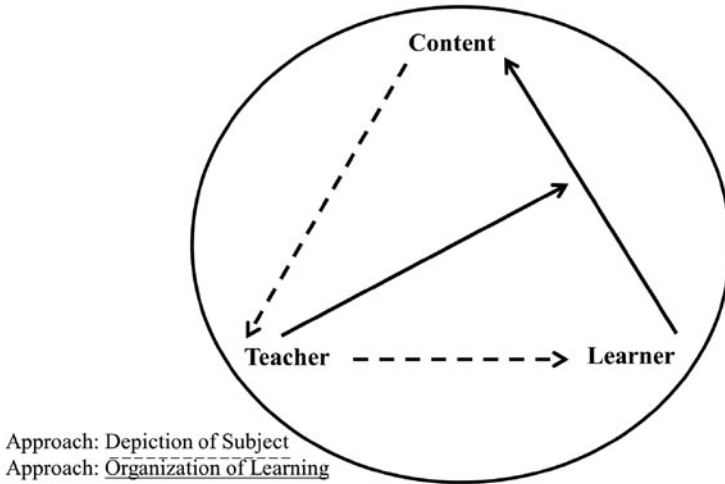 Content
Teacher
Learner
Approach: Depiction of Subject
Approach: Organization of Learning